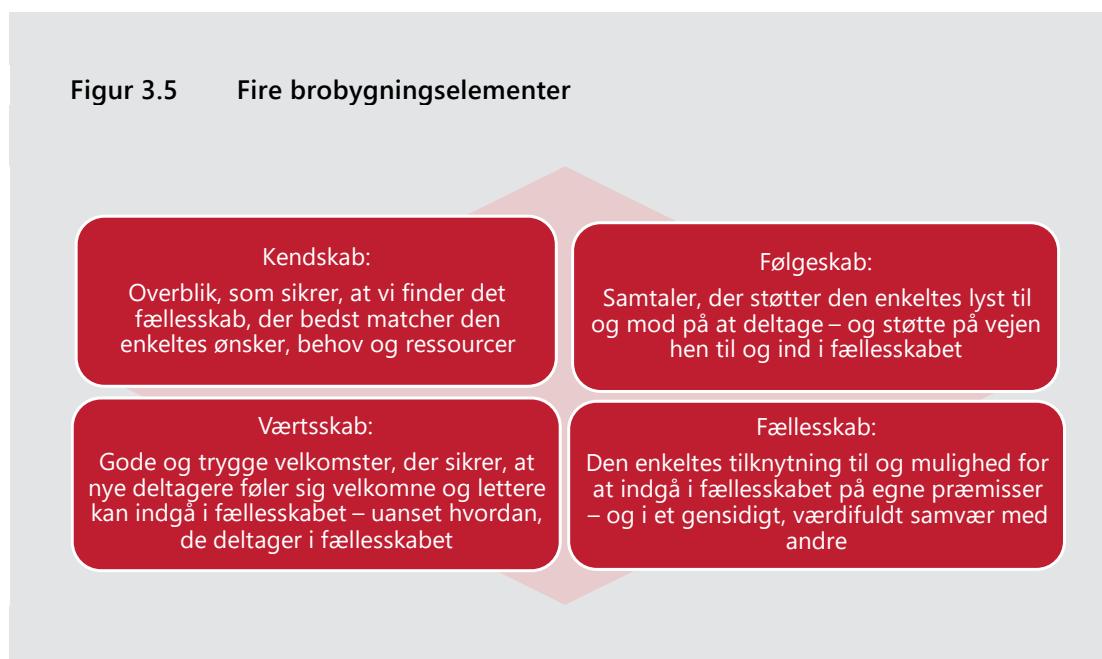 Figur 3.5 Fire brobygningselementer
Kendskab:
Overblik, som sikrer, at vi finder det
fællesskab, der bedst matcher den
enkeltes ønsker, behov og ressourcer
Følgeskab:
Samtaler, der støtter den enkeltes lyst til
og mod på at deltage – og støtte på vejen
hen til og ind i fællesskabet
Værtsskab:
Gode og trygge velkomster, der sikrer, at
nye deltagere føler sig velkomne og lettere
kan indgå i fællesskabet – uanset hvordan,
de deltager i fællesskabet
Fællesskab:
Den enkeltes tilknytning til og mulighed for
at indgå i fællesskabet på egne præmisser
– og i et gensidigt, værdifuldt samvær med
andre